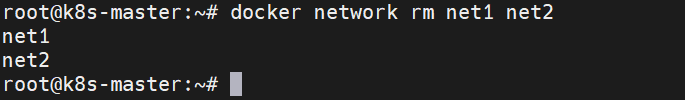 root@k8s-master:~# docker network rm net1 net2
net1
net2
root@k8s-master:~#